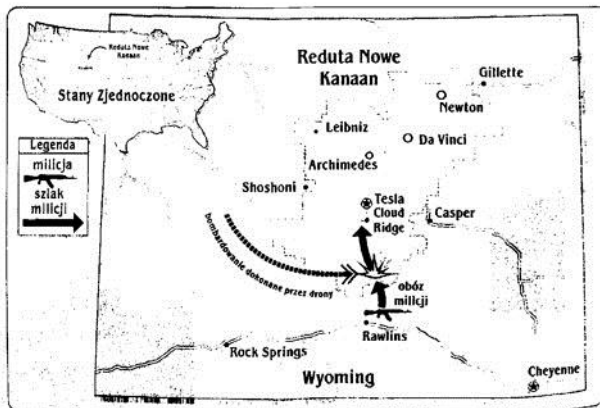 Reduta Nowe
Kanaan
Stany Zjednoczone
Legenda
milicja
szlak
milicji
Reduta Nowe
Kanaan
Gillette
Newton
Leibniz
Da Vinci
Archimedes
Shoshoni
Tesla
Cloud
Ridge
Casper
bombardowanie dokonane przez drony
obóz
milicji
Rawlins
Rock Springs
Wyoming
Cheyenne